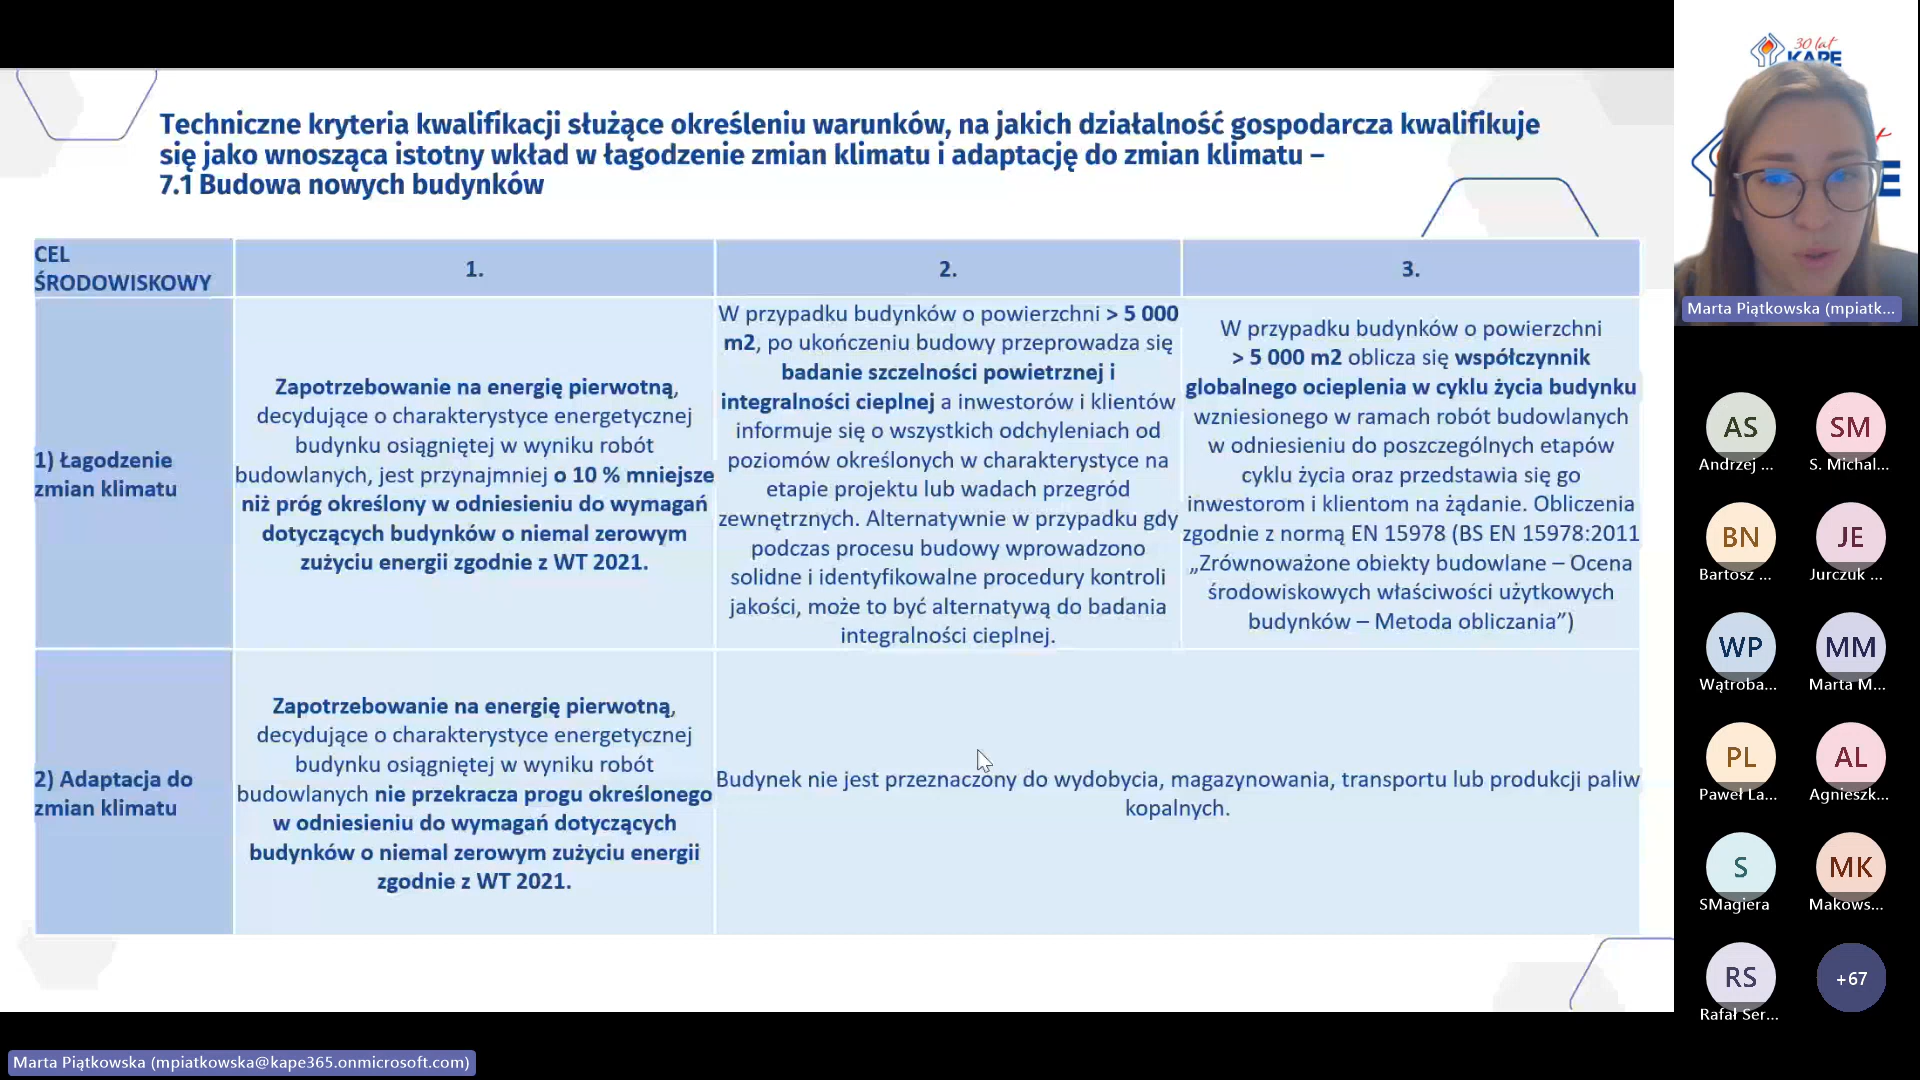 Techniczne kryteria kwalifikacji służące określeniu warunków, na jakich działalność gospodarcza kwalifikuje
się jako wnosząca istotny wkład w łagodzenie zmian klimatu i adaptację do zmian klimatu –
7.1 Budowa nowych budynków
CEL
ŚRODOWISKOWY
1.
2.
3.
1) Łagodzenie
zmian klimatu
Zapotrzebowanie na energię pierwotną,
decydujące o charakterystyce energetycznej
budynku osiągniętej w wyniku robót
budowlanych, jest przynajmniej o 10 % mniejsze
niż próg określony w odniesieniu do wymagań
dotyczących budynków o niemal zerowym
zużyciu energii zgodnie z WT 2021.
W przypadku budynków o powierzchni > 5 000
m2, po ukończeniu budowy przeprowadza się
badanie szczelności powietrznej i
integralności cieplnej a inwestorów i klientów
informuje się o wszystkich odchyleniach od
poziomów określonych w charakterystyce na
etapie projektu lub wadach przegród
zewnętrznych. Alternatywnie w przypadku gdy
podczas procesu budowy wprowadzono
solidne i identyfikowalne procedury kontroli
jakości, może to być alternatywą do badania
integralności cieplnej.
W przypadku budynków o powierzchni
> 5 000 m2 oblicza się współczynnik
globalnego ocieplenia w cyklu życia budynku
wzniesionego w ramach robót budowlanych
w odniesieniu do poszczególnych etapów
cyklu życia oraz przedstawia się go
inwestorom i klientom na żądanie. Obliczenia
zgodnie z normą EN 15978 (BS EN 15978:2011
„Zrównoważone obiekty budowlane – Ocena
środowiskowych właściwości użytkowych
budynków – Metoda obliczania”)
2) Adaptacja do
zmian klimatu
Zapotrzebowanie na energię pierwotną,
decydujące o charakterystyce energetycznej
budynku osiągniętej w wyniku robót
budowlanych nie przekracza progu określonego
w odniesieniu do wymagań dotyczących
budynków o niemal zerowym zużyciu energii
zgodnie z WT 2021.
Budynek nie jest przeznaczony do wydobycia, magazynowania, transportu lub produkcji paliw
kopalnych.
30 lat
KAPE
E
Marta Piątkowska (mpiatk...
AS
Andrzej ...
SM
S. Michal...
BN
Bartosz ...
JE
Jurczuk ...
WP
Wątroba...
MM
Marta M...
PL
Paweł La...
AL
Agnieszk...
S
SMagiera
MK
Makows...
RS
Rafał Ser...
+67
Marta Piątkowska (mpiatkowska@kape365.onmicrosoft.com)